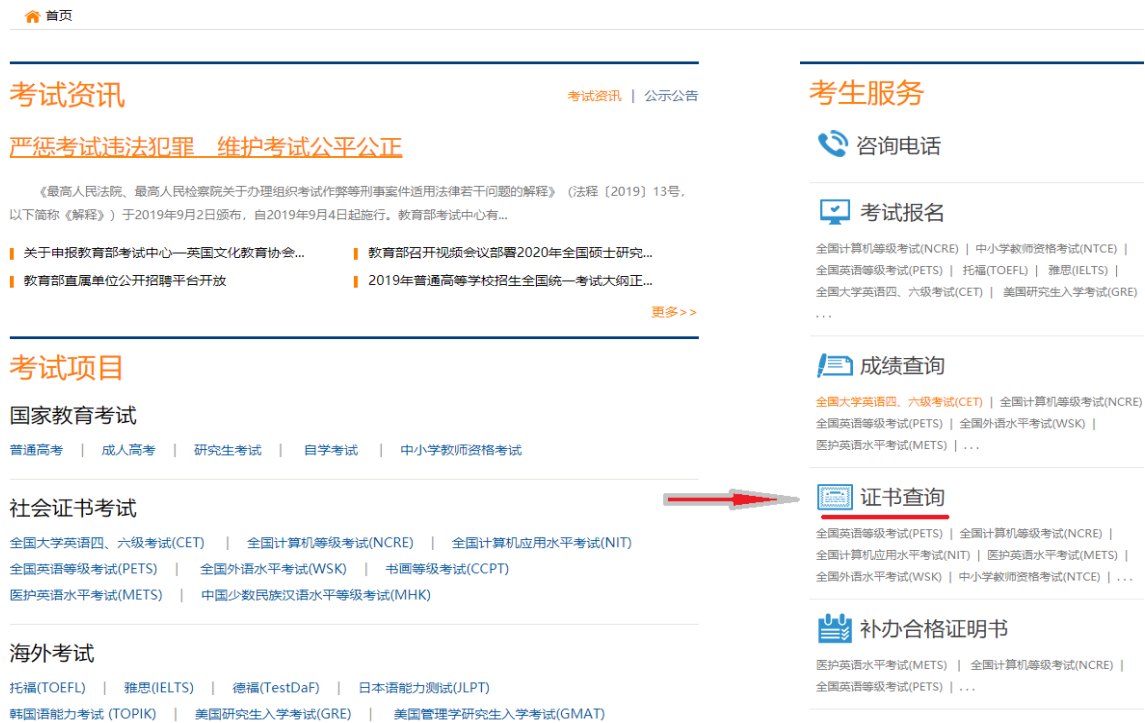 首页
考试资讯
考试资讯 | 公示公告
严惩考试违法犯罪 维护考试公平公正
《最高人民法院、最高人民检察院关于办理组织考试作弊等刑事案件适用法律若干问题的解释》（法释〔2019〕13号，
以下简称《解释》）于2019年9月2日颁布，自2019年9月4日起施行。教育部考试中心有...
关于申报教育部考试中心—英国文化教育协会...
教育部召开视频会议部署2020年全国硕士研究...
教育部直属单位公开招聘平台开放
2019年普通高等学校招生全国统一考试大纲正...
更多>>
考试项目
国家教育考试
普通高考 | 成人高考 | 研究生考试 | 自学考试 | 中小学教师资格考试
社会证书考试
全国大学英语四、六级考试(CET) | 全国计算机等级考试(NCRE) | 全国计算机应用水平考试(NIT)
全国英语等级考试(PETS) | 全国外语水平考试(WSK) | 书画等级考试(CCPT)
医护英语水平考试(METS) | 中国少数民族汉语水平等级考试(MHK)
海外考试
托福(TOEFL) | 雅思(IELTS) | 德福(TestDaF) | 日本语能力测试(JLPT)
韩国语能力考试 (TOPIK) | 美国研究生入学考试(GRE) | 美国管理学研究生入学考试(GMAT)
考生服务
咨询电话
考试报名
全国计算机等级考试(NCRE) | 中小学教师资格考试(NTCE) |
全国英语等级考试(PETS) | 托福(TOEFL) | 雅思(IELTS) |
全国大学英语四、六级考试(CET) | 美国研究生入学考试(GRE)
...
成绩查询
全国大学英语四、六级考试(CET) | 全国计算机等级考试(NCRE)
全国英语等级考试(PETS) | 全国外语水平考试(WSK) |
医护英语水平考试(METS) | ...
证书查询
全国英语等级考试(PETS) | 全国计算机等级考试(NCRE) |
全国计算机应用水平考试(NIT) | 医护英语水平考试(METS) |
全国外语水平考试(WSK) | 中小学教师资格考试(NTCE) | ...
补办合格证明书
医护英语水平考试(METS) | 全国计算机等级考试(NCRE) |
全国英语等级考试(PETS) | ...